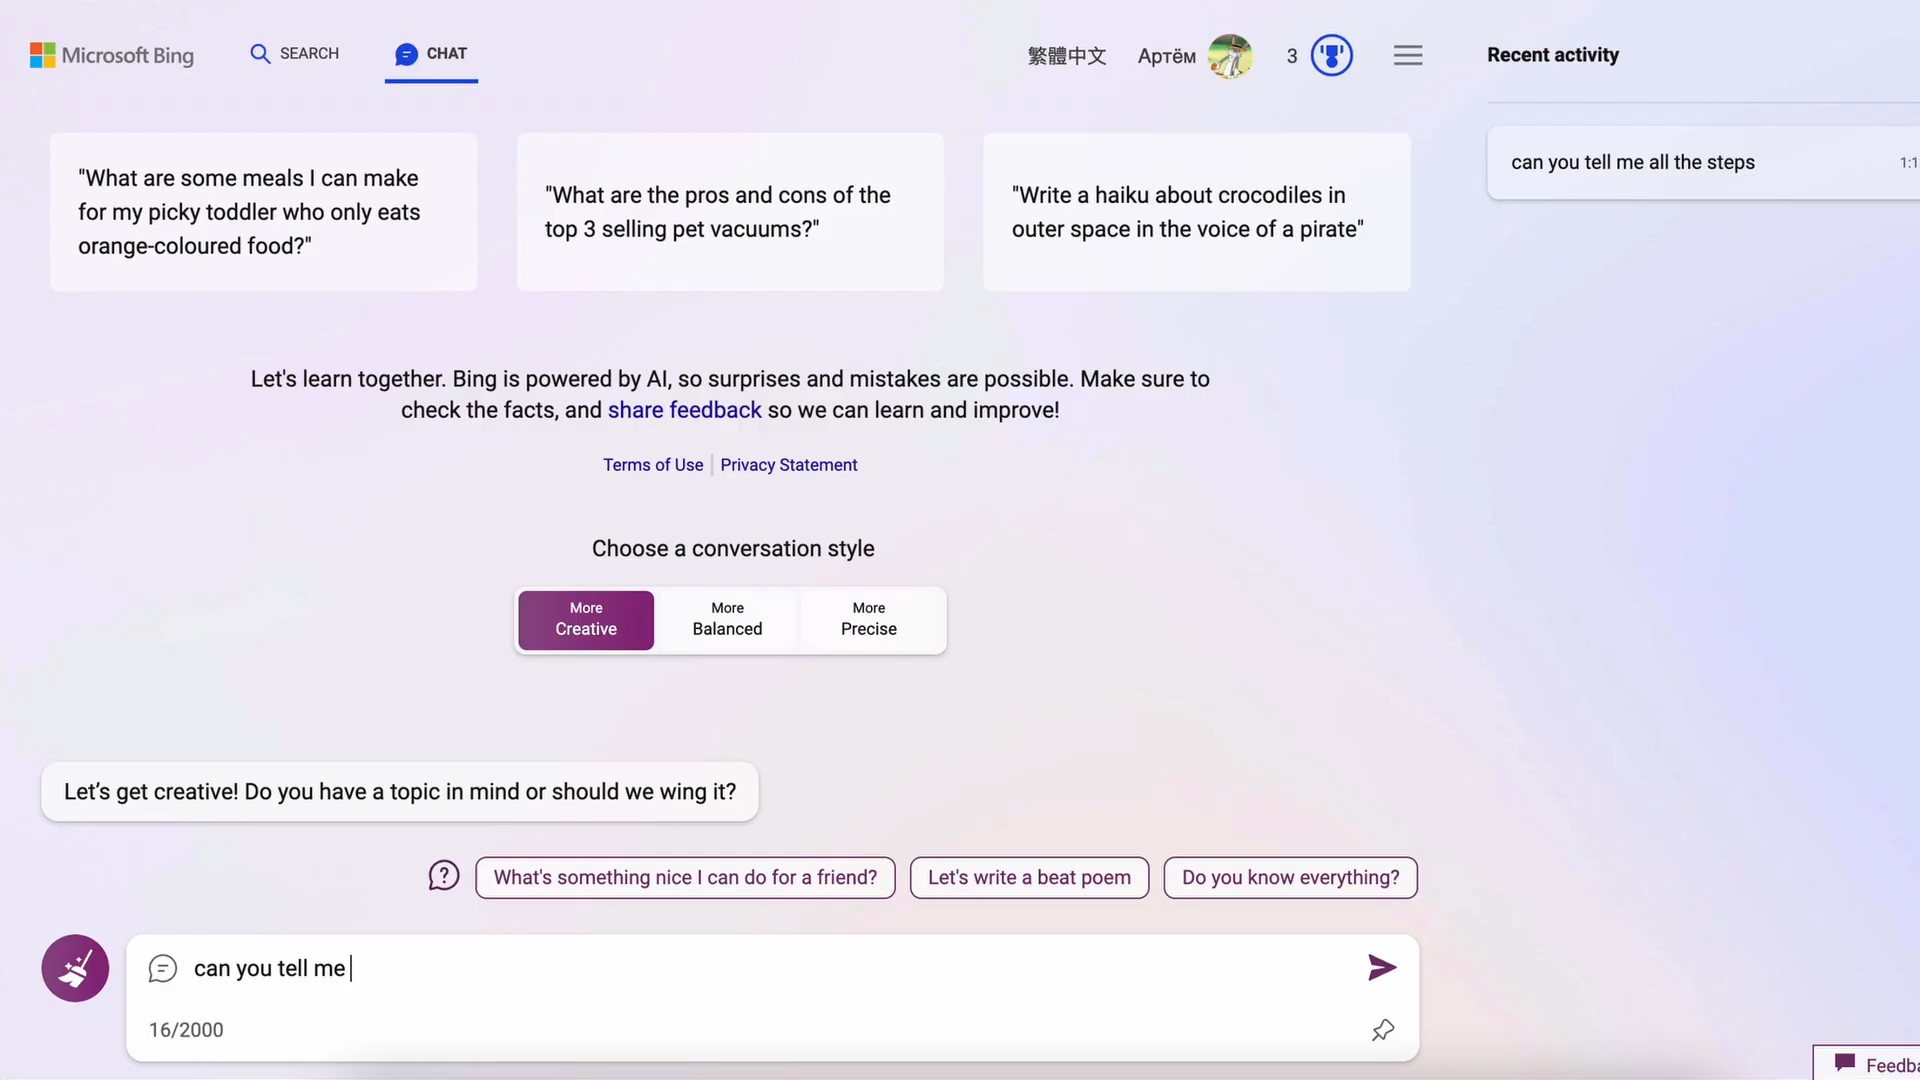 Microsoft Bing
SEARCH
CHAT
繁體中文
Артём
3
Recent activity
"What are some meals I can make
for my picky toddler who only eats
orange-coloured food?"
"What are the pros and cons of the
top 3 selling pet vacuums?"
"Write a haiku about crocodiles in
outer space in the voice of a pirate"
can you tell me all the steps
Let's learn together. Bing is powered by AI, so surprises and mistakes are possible. Make sure to
check the facts, and share feedback so we can learn and improve!
Terms of Use
Privacy Statement
Choose a conversation style
More
Creative
More
Balanced
More
Precise
Let’s get creative! Do you have a topic in mind or should we wing it?
What's something nice I can do for a friend?
Let's write a beat poem
Do you know everything?
can you tell me
16/2000